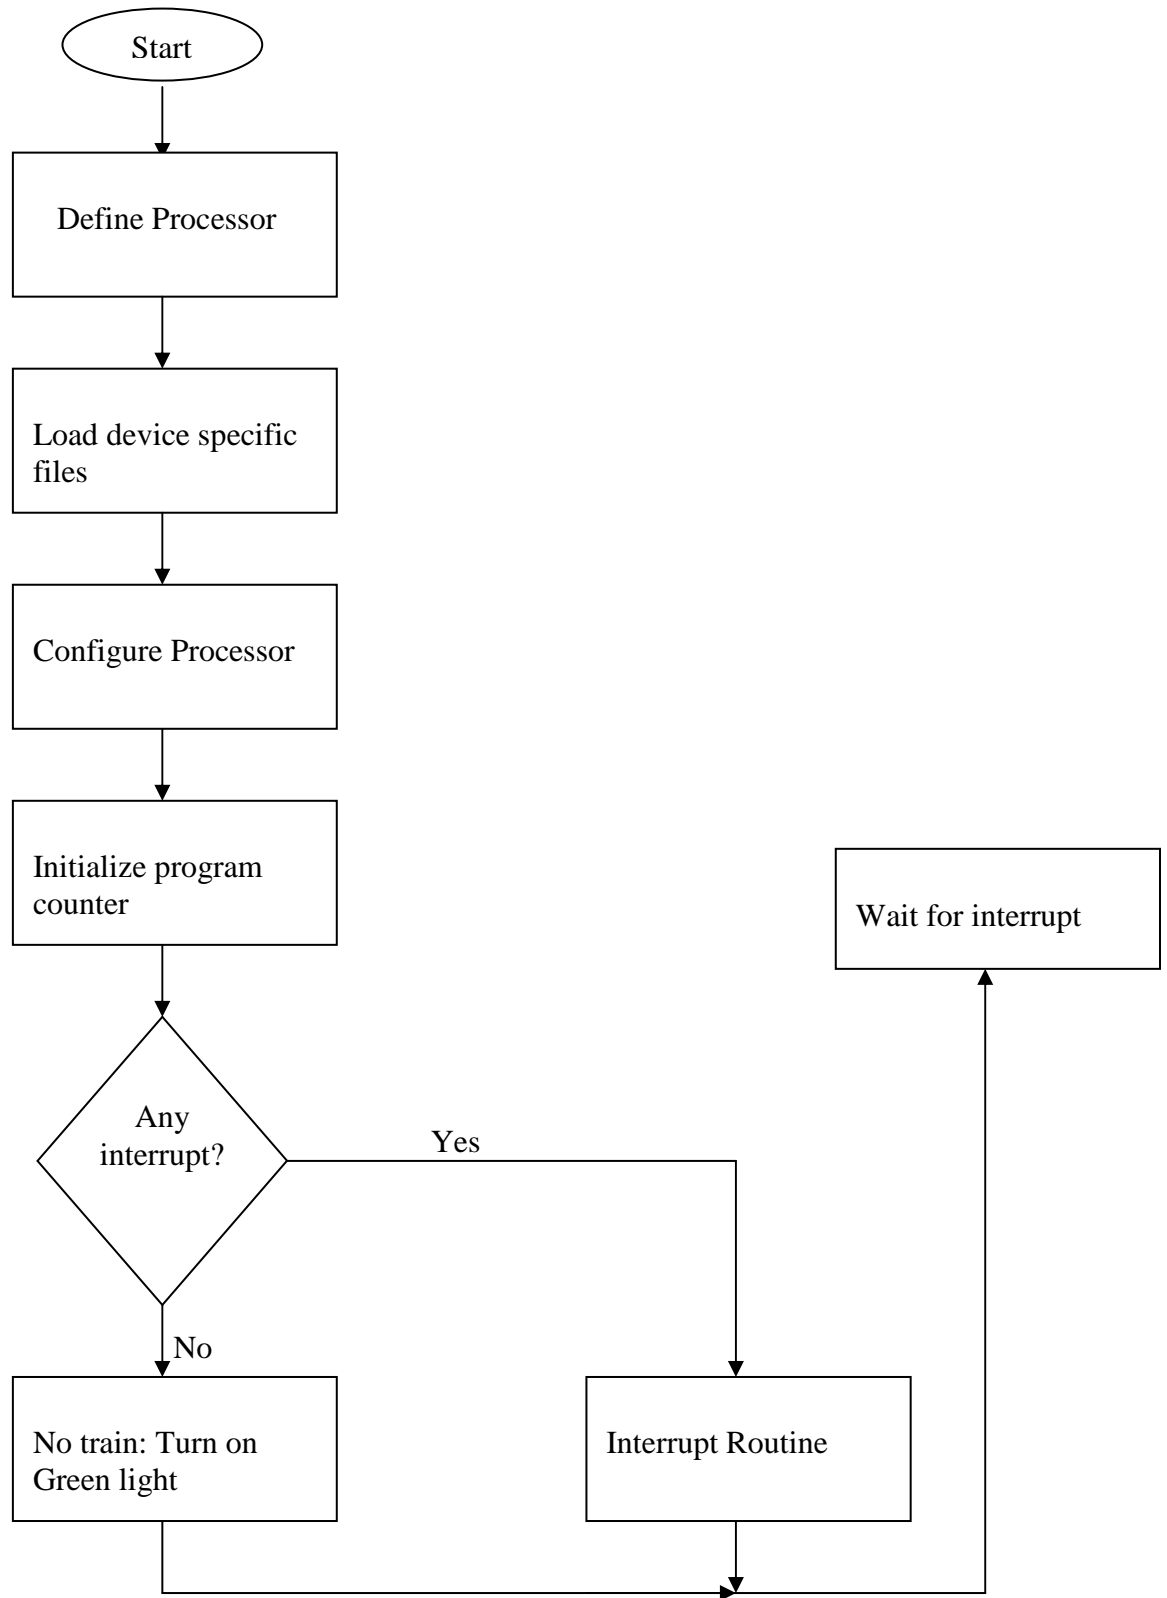 Start
Define Processor
Load device specific
files
Configure Processor
Initialize program
counter
Wait for interrupt
Any
interrupt?
Yes
No
No train: Turn on
Green light
Interrupt Routine